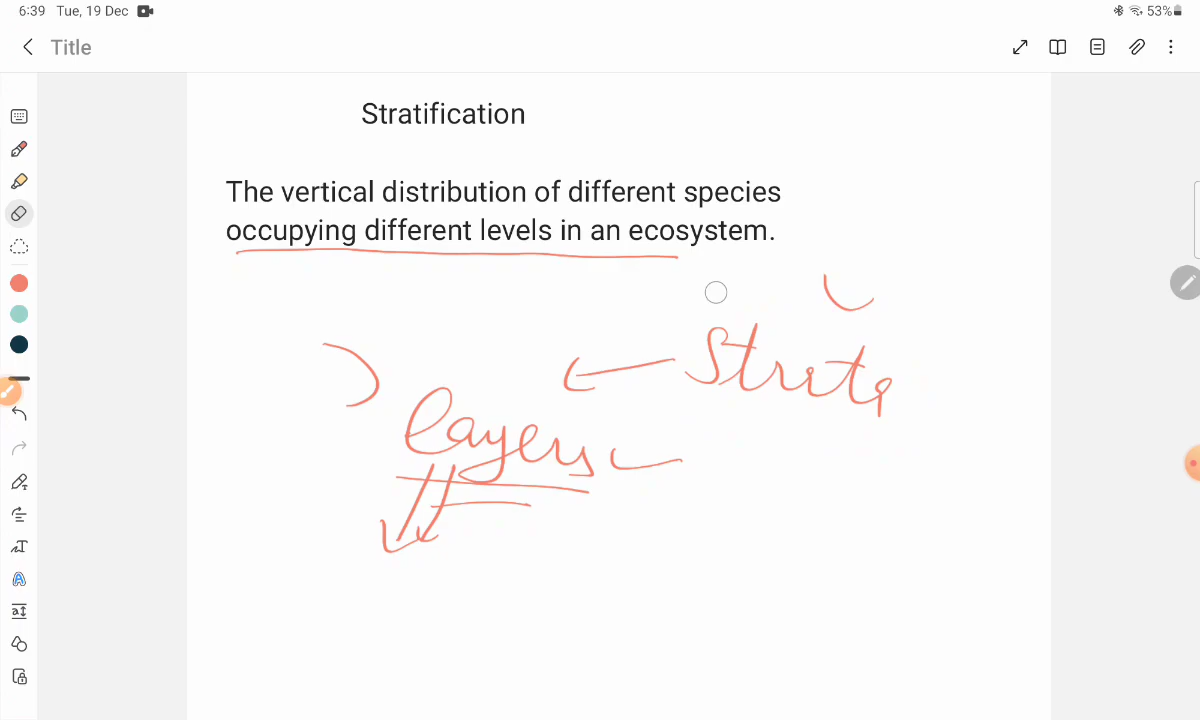 6:39 Tue, 19 Dec 53%
Title
Stratification
The vertical distribution of different species
occupying different levels in an ecosystem.
Strata
layers